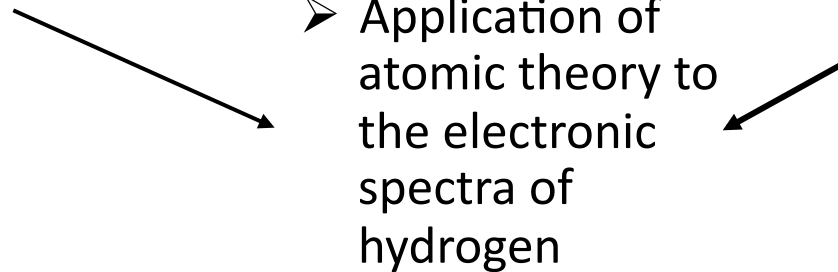 ➢ Application of
atomic theory to
the electronic
spectra of
hydrogen